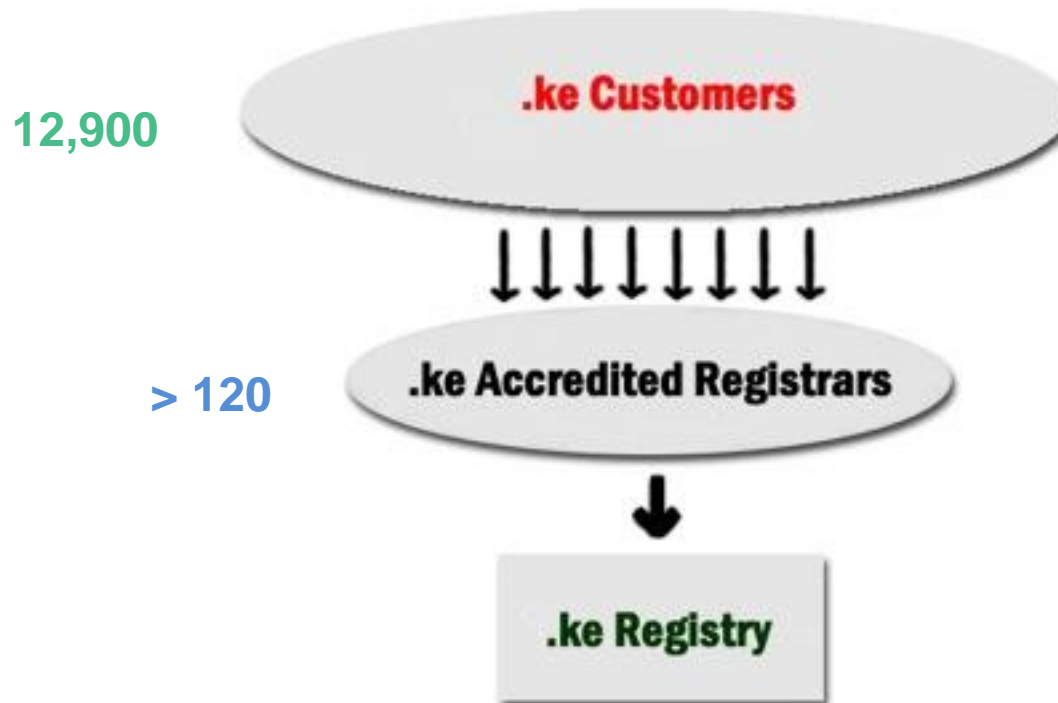 .ke Customers
12,900
.ke Accredited Registrars
> 120
.ke Registry